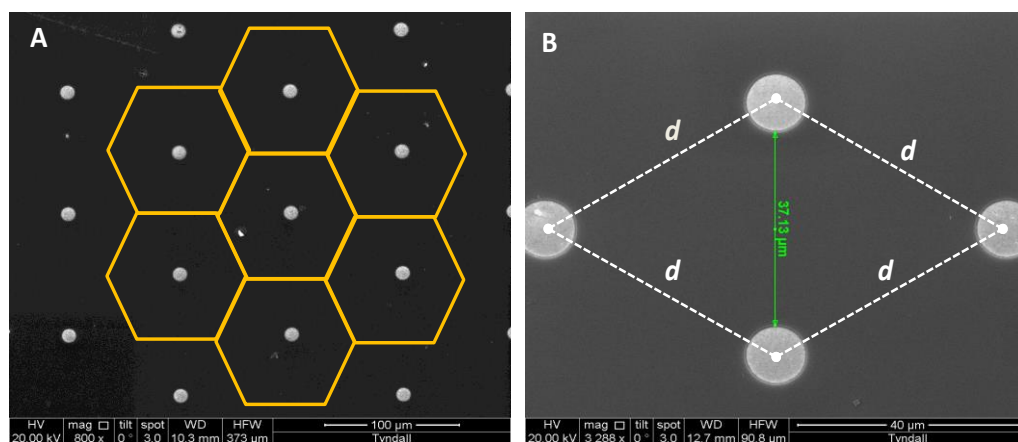 A
HV mag □ tilt spot WD HFW 100 μm
20.00 kV 800 x 0 ° 3.0 10.3 mm 373 μm Tyndall
B
d
d
37.13 μm
d
d
HV mag □ tilt spot WD HFW 40 μm
20.00 kV 3 288 x 0 ° 3.0 12.7 mm 90.8 μm Tyndall